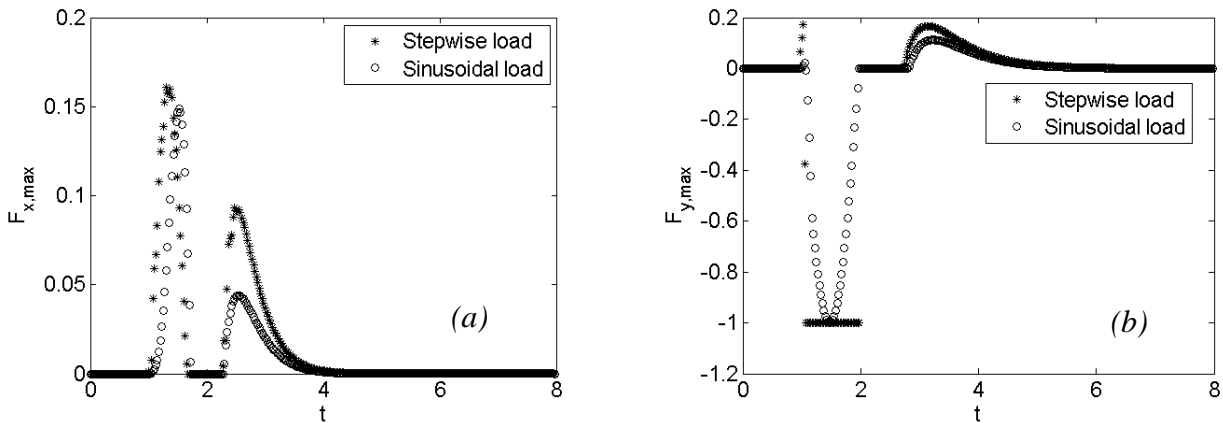 0.2
0.15
0.1
0.05
0
F_x,max
Stepwise load
Sinusoidal load
(a)
0 2 4 6 8
t
0.2
0
-0.2
-0.4
-0.6
-0.8
-1
-1.2
F_y,max
Stepwise load
Sinusoidal load
(b)
0 2 4 6 8
t